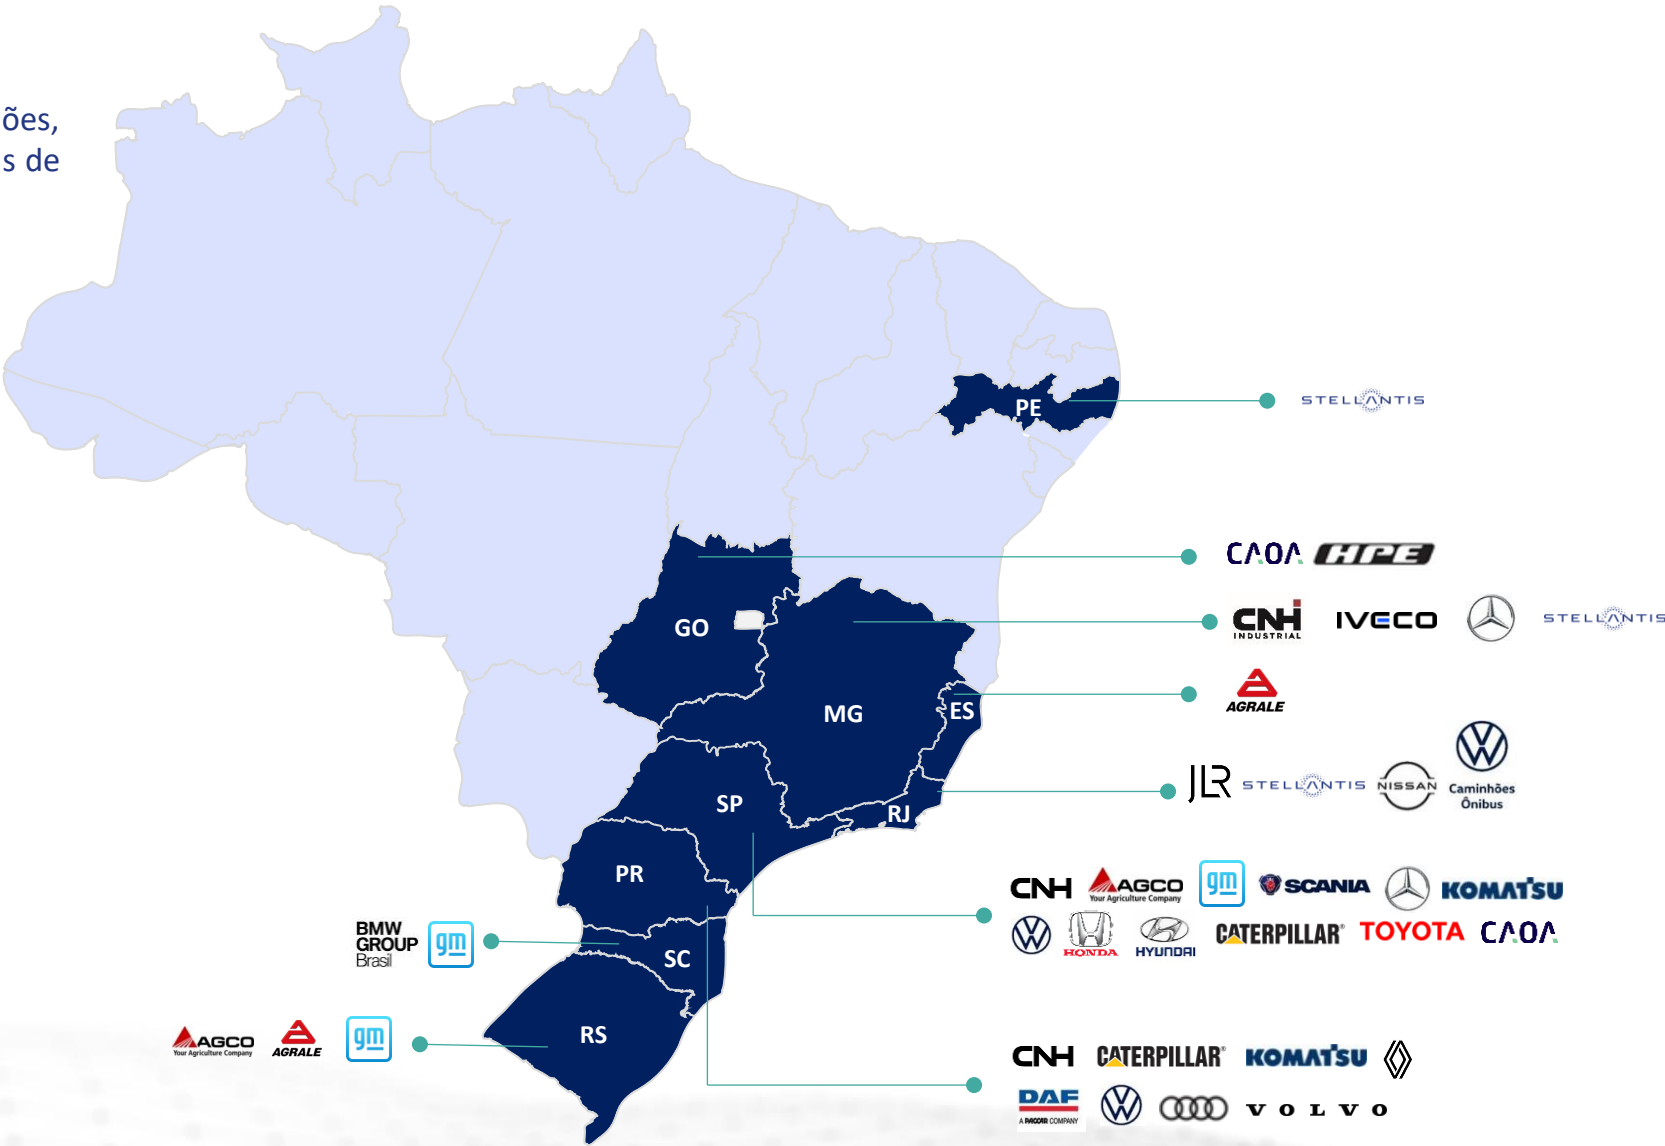 ões,
s de
PE
STELLANTIS
CAOA HPE
GO
CNH INDUSTRIAL IVECO STELLANTIS
MG
ES
AGRALE
JLR STELLANTIS NISSAN Caminhões Ônibus
SP
RJ
PR
CNH AGCO Your Agriculture Company gm SCANIA KOMATSU
HONDA HYUNDAI CATERPILLAR® TOYOTA CAOA
BMW GROUP Brasil gm
SC
RS
AGCO Your Agriculture Company AGRALE gm
CNH CATERPILLAR® KOMATSU
DAF A PACCAR COMPANY VOLVO